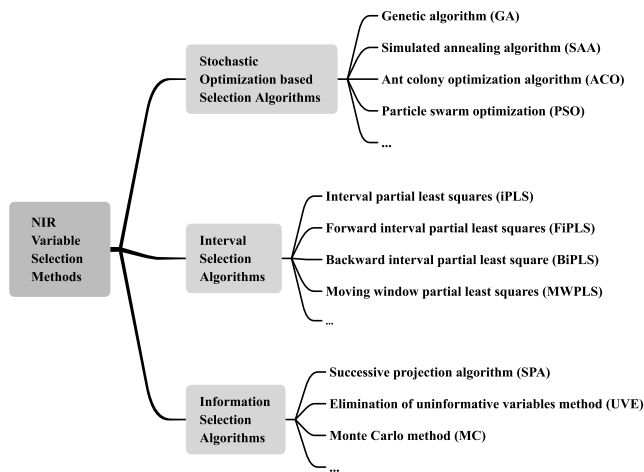 NIR
Variable
Selection
Methods
Stochastic
Optimization based
Selection Algorithms
Genetic algorithm (GA)
Simulated annealing algorithm (SAA)
Ant colony optimization algorithm (ACO)
Particle swarm optimization (PSO)
...
Interval
Selection
Algorithms
Interval partial least squares (iPLS)
Forward interval partial least squares (FiPLS)
Backward interval partial least square (BiPLS)
Moving window partial least squares (MWPLS)
...
Information
Selection
Algorithms
Successive projection algorithm (SPA)
Elimination of uninformative variables method (UVE)
Monte Carlo method (MC)
...